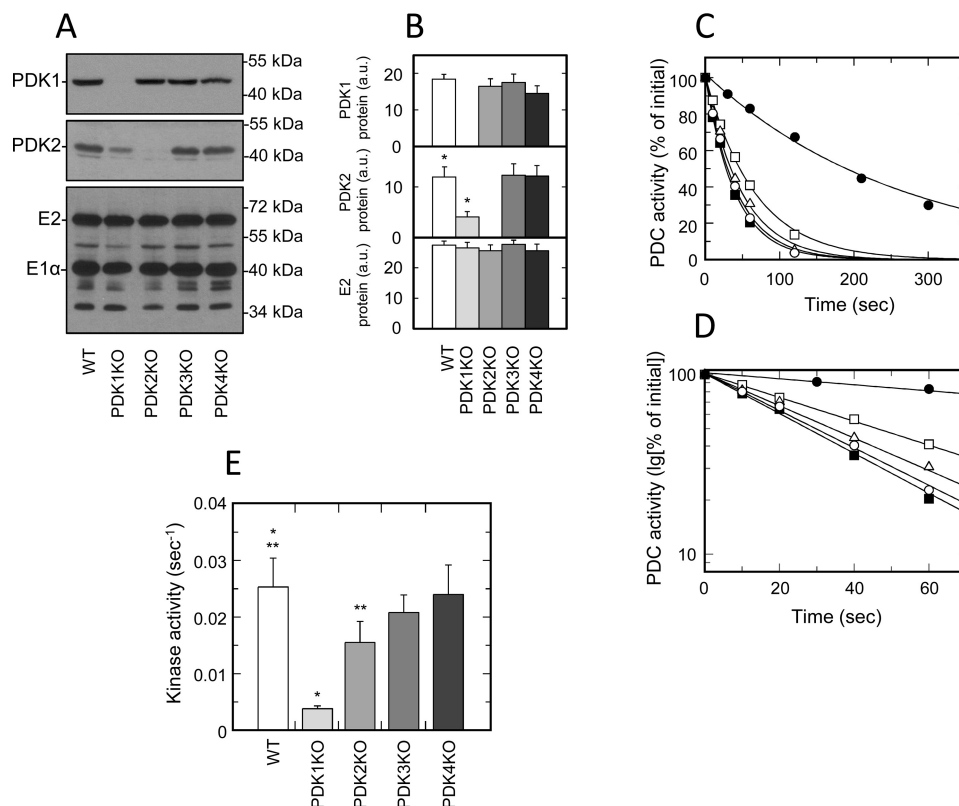 A
PDK1
55 kDa
40 kDa
PDK2
55 kDa
40 kDa
E2
E1α
72 kDa
55 kDa
40 kDa
34 kDa
WT
PDK1KO
PDK2KO
PDK3KO
PDK4KO
B
PDK1
protein (a.u.)
20
10
0
PDK2
protein (a.u.)
10
0
*
*
E2
protein (a.u.)
20
10
0
WT
PDK1KO
PDK2KO
PDK3KO
PDK4KO
C
PDC activity (% of initial)
100
80
60
40
20
0
0
100
200
300
Time (sec)
D
PDC activity (lg[% of initial])
100
10
0
20
40
60
Time (sec)
E
Kinase activity (sec-1)
0.04
0.03
0.02
0.01
0
*
**
*
**
WT
PDK1KO
PDK2KO
PDK3KO
PDK4KO